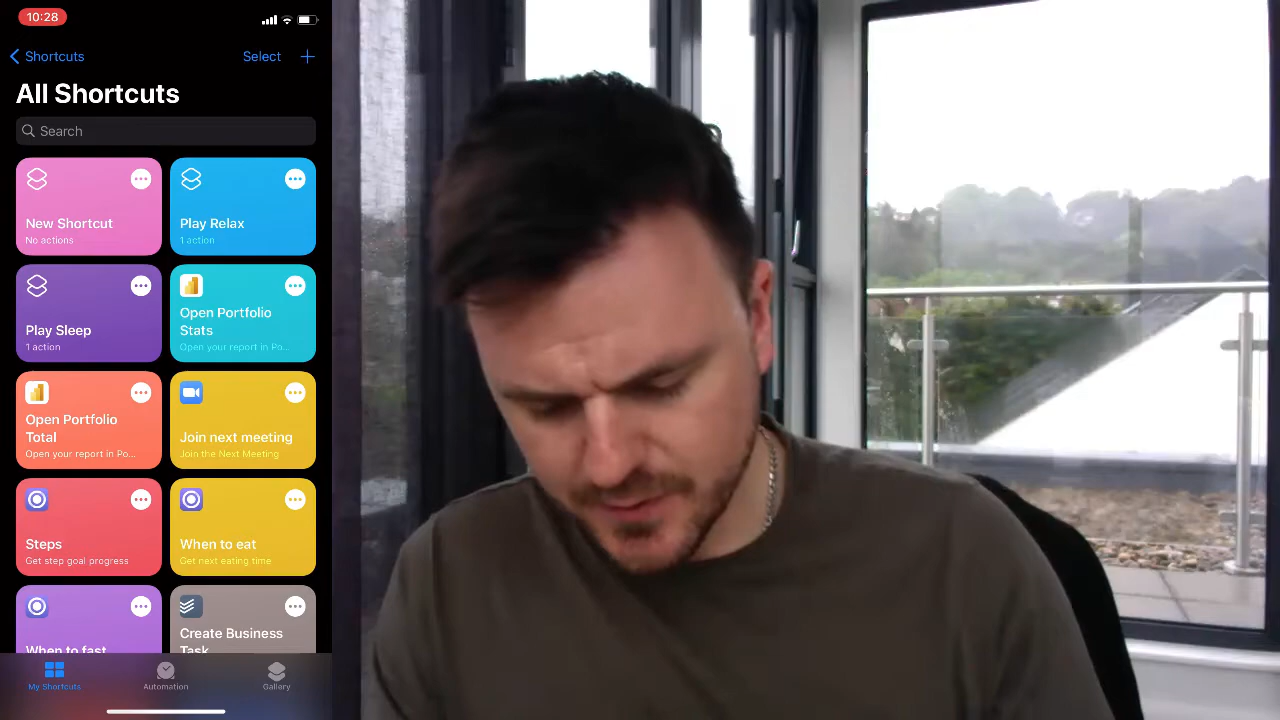 10:28
Shortcuts
Select
All Shortcuts
Search
New Shortcut
No actions
Play Relax
1 action
Play Sleep
1 action
Open Portfolio
Stats
Open your report in Po...
Open Portfolio
Total
Open your report in Po...
Join next meeting
Join the Next Meeting
Steps
Get step goal progress
When to eat
Get next eating time
When to fast
Create Business
Task
My Shortcuts
Automation
Gallery